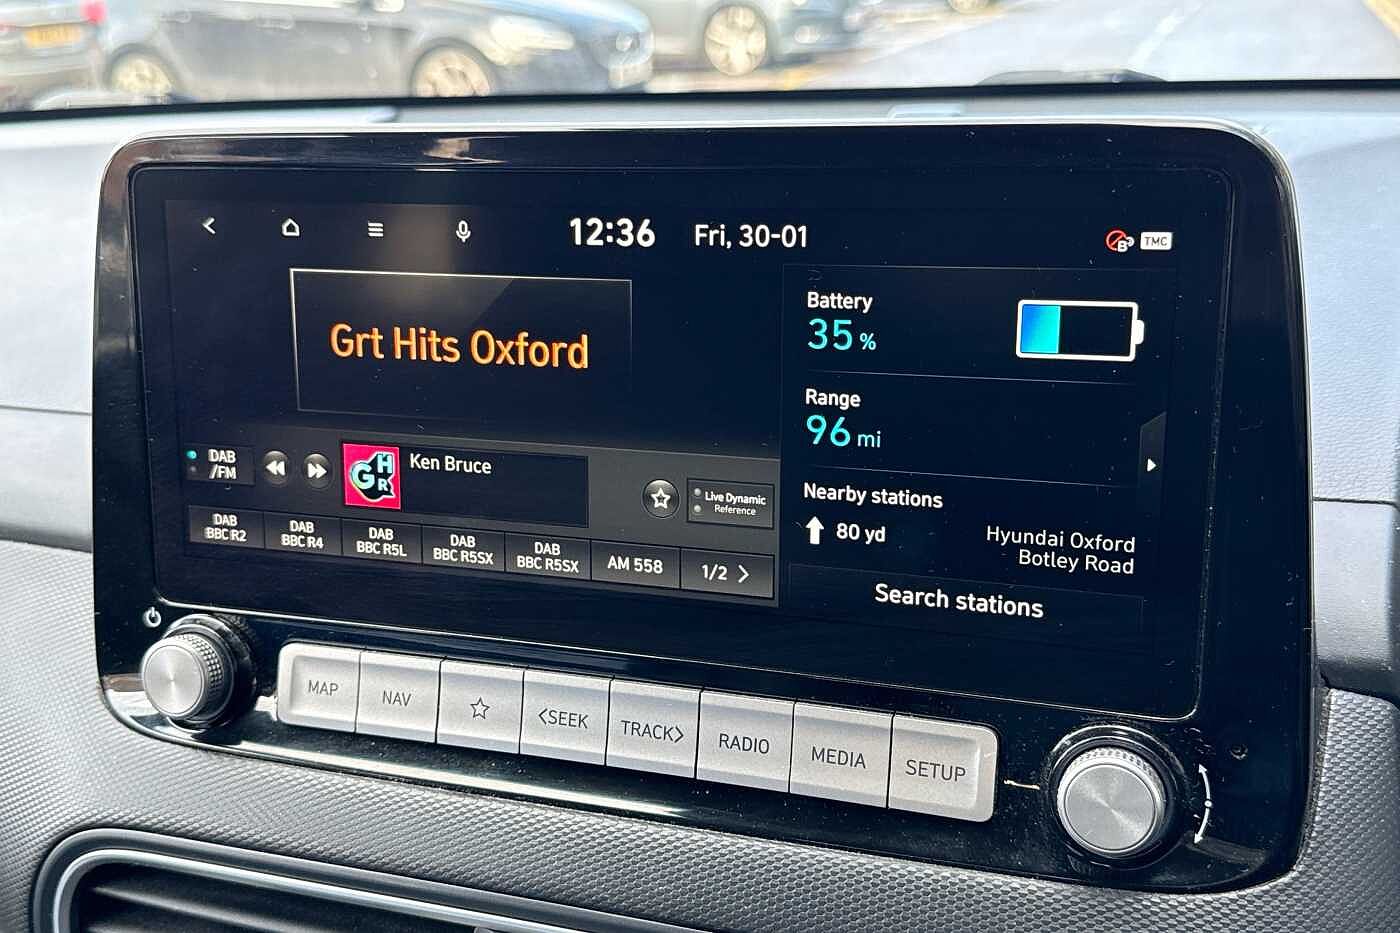 12:36
Fri, 30-01
TMC
Grt Hits Oxford
DAB
/FM
GHR
Ken Bruce
Live Dynamic
Reference
DAB
BBC R2
DAB
BBC R4
DAB
BBC R5L
DAB
BBC R5SX
DAB
BBC R5SX
AM 558
1/2 >
Battery
35 %
Range
96 mi
Nearby stations
80 yd
Hyundai Oxford
Botley Road
Search stations
MAP
NAV
<SEEK
TRACK>
RADIO
MEDIA
SETUP